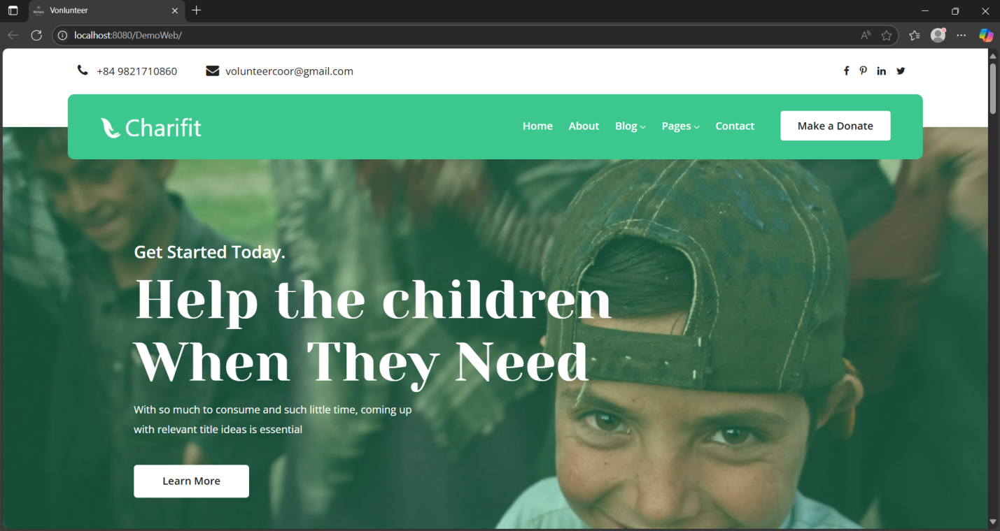 Vonlunteer
localhost:8080/DemoWeb/
+84 9821710860 volunteercoor@gmail.com
Charifit Home About Blog Pages Contact Make a Donate
Get Started Today.
Help the children
When They Need
With so much to consume and such little time, coming up
with relevant title ideas is essential
Learn More